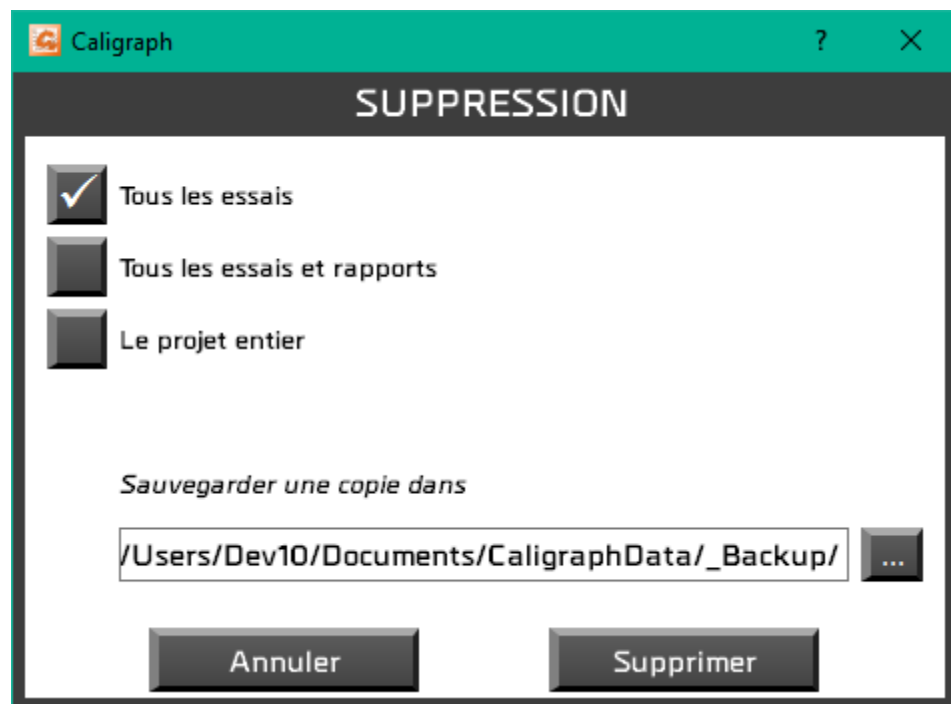 Caligraph ?
SUPPRESSION
Tous les essais
Tous les essais et rapports
Le projet entier
Sauvegarder une copie dans
/Users/Dev10/Documents/CaligraphData/_Backup/ ...
Annuler Supprimer